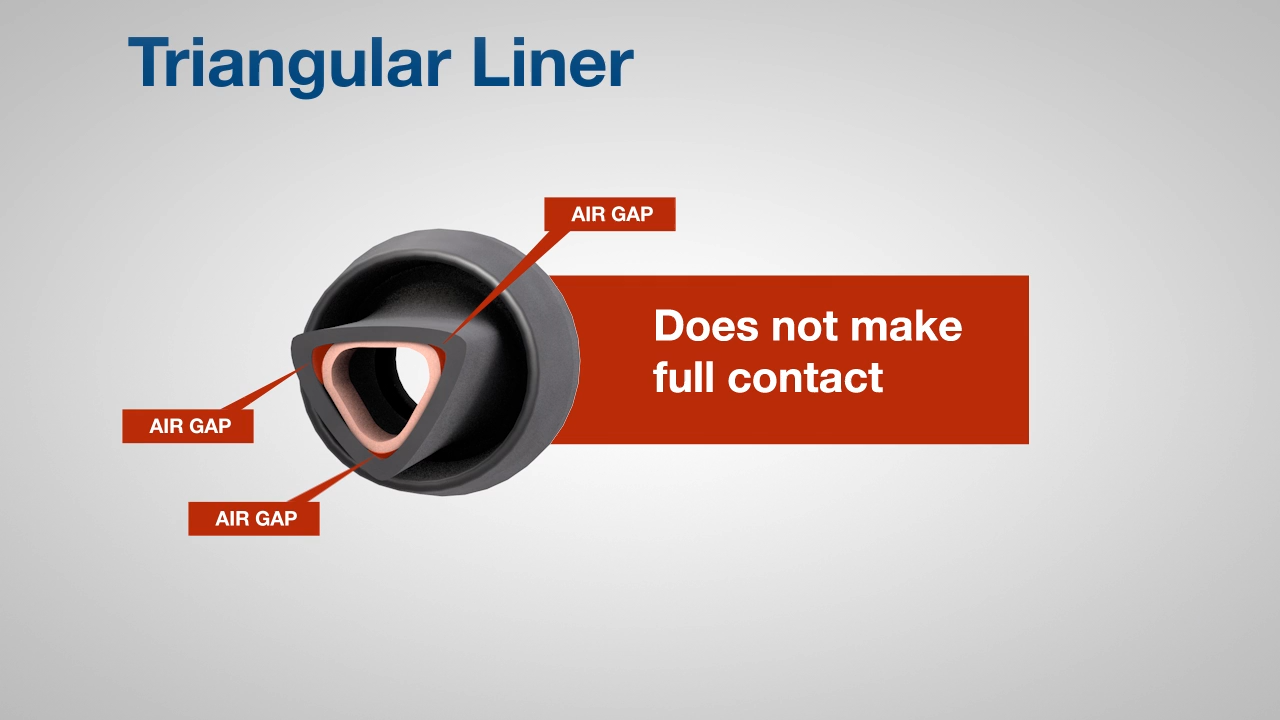 Triangular Liner
AIR GAP
Does not make
full contact
AIR GAP
AIR GAP